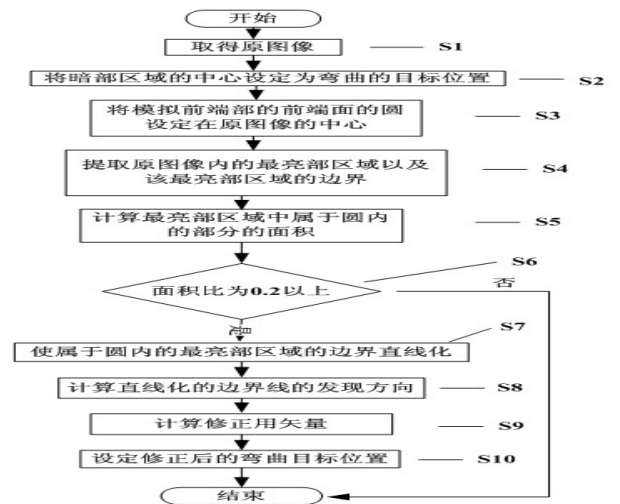 开始
取得原图像
S1
将暗部区域的中心设定为弯曲的目标位置
S2
将模拟前端部的前端面的圆
设定在原图像的中心
S3
提取原图像内的最亮部区域以及
该最亮部区域的边界
S4
计算最亮部区域中属于圆内
的部分的面积
S5
面积比为0.2以上
S6
否
是
使属于圆内的最亮部区域的边界直线化
S7
计算直线化的边界线的发现方向
S8
计算修正用矢量
S9
设定修正后的弯曲目标位置
S10
结束